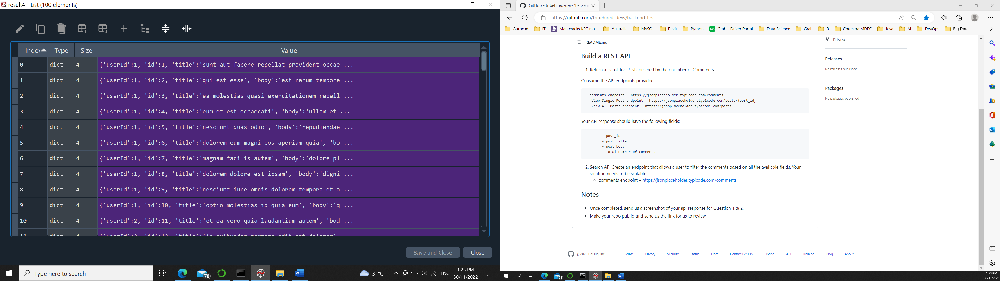 result4 - List (100 elements)
Index Type Size Value
0 dict 4 {'userId':1, 'id':1, 'title':'sunt aut facere repellat provident occae ...
1 dict 4 {'userId':1, 'id':2, 'title':'qui est esse', 'body':'est rerum tempore ...
2 dict 4 {'userId':1, 'id':3, 'title':'ea molestias quasi exercitationem repell ...
3 dict 4 {'userId':1, 'id':4, 'title':'eum et est occaecati', 'body':'ullam et ...
4 dict 4 {'userId':1, 'id':5, 'title':'nesciunt quas odio', 'body':'repudiandae ...
5 dict 4 {'userId':1, 'id':6, 'title':'dolorem eum magni eos aperiam quia', 'bo ...
6 dict 4 {'userId':1, 'id':7, 'title':'magnam facilis autem', 'body':'dolore pl ...
7 dict 4 {'userId':1, 'id':8, 'title':'dolorem dolore est ipsam', 'body':'digni ...
8 dict 4 {'userId':1, 'id':9, 'title':'nesciunt iure omnis dolorem tempora et a ...
9 dict 4 {'userId':1, 'id':10, 'title':'optio molestias id quia eum', 'body':'q ...
10 dict 4 {'userId':2, 'id':11, 'title':'et ea vero quia laudantium autem', 'bod ...
Save and Close Close
Type here to search
78
31°C
ENG
1:23 PM
30/11/2022
GitHub - tribehired-devs/backen
https://github.com/tribehired-devs/backend-test
Autocad IT Man cracks KFC ma... Australia MySQL Revit Python Grab - Driver Portal Data Science Grab R Coursera MDEC Java AI DevOps Big Data
README.md
Build a REST API
1. Return a list of Top Posts ordered by their number of Comments.
Consume the API endpoints provided:
- comments endpoint – https://jsonplaceholder.typicode.com/comments
- View Single Post endpoint – https://jsonplaceholder.typicode.com/posts/{post_id}
- View All Posts endpoint – https://jsonplaceholder.typicode.com/posts
Your API response should have the following fields:
- post_id
- post_title
- post_body
- total_number_of_comments
2. Search API Create an endpoint that allows a user to filter the comments based on all the available fields. Your
solution needs to be scalable.
comments endpoint – https://jsonplaceholder.typicode.com/comments
Notes
• Once completed, send us a screenshot of your api response for Question 1 & 2.
• Make your repo public, and send us the link for us to review
11 forks
Releases
No releases published
Packages
No packages published
© 2022 GitHub, Inc. Terms Privacy Security Status Docs Contact GitHub Pricing API Training Blog About
78
1:23 PM
30/11/2022